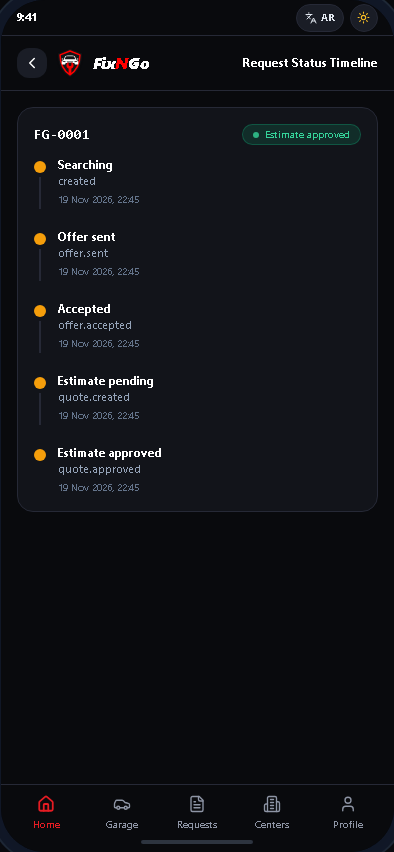 9:41
AR
FixNGo
Request Status Timeline
FG-0001
Estimate approved
Searching
created
19 Nov 2026, 22:45
Offer sent
offer.sent
19 Nov 2026, 22:45
Accepted
offer.accepted
19 Nov 2026, 22:45
Estimate pending
quote.created
19 Nov 2026, 22:45
Estimate approved
quote.approved
19 Nov 2026, 22:45
Home
Garage
Requests
Centers
Profile